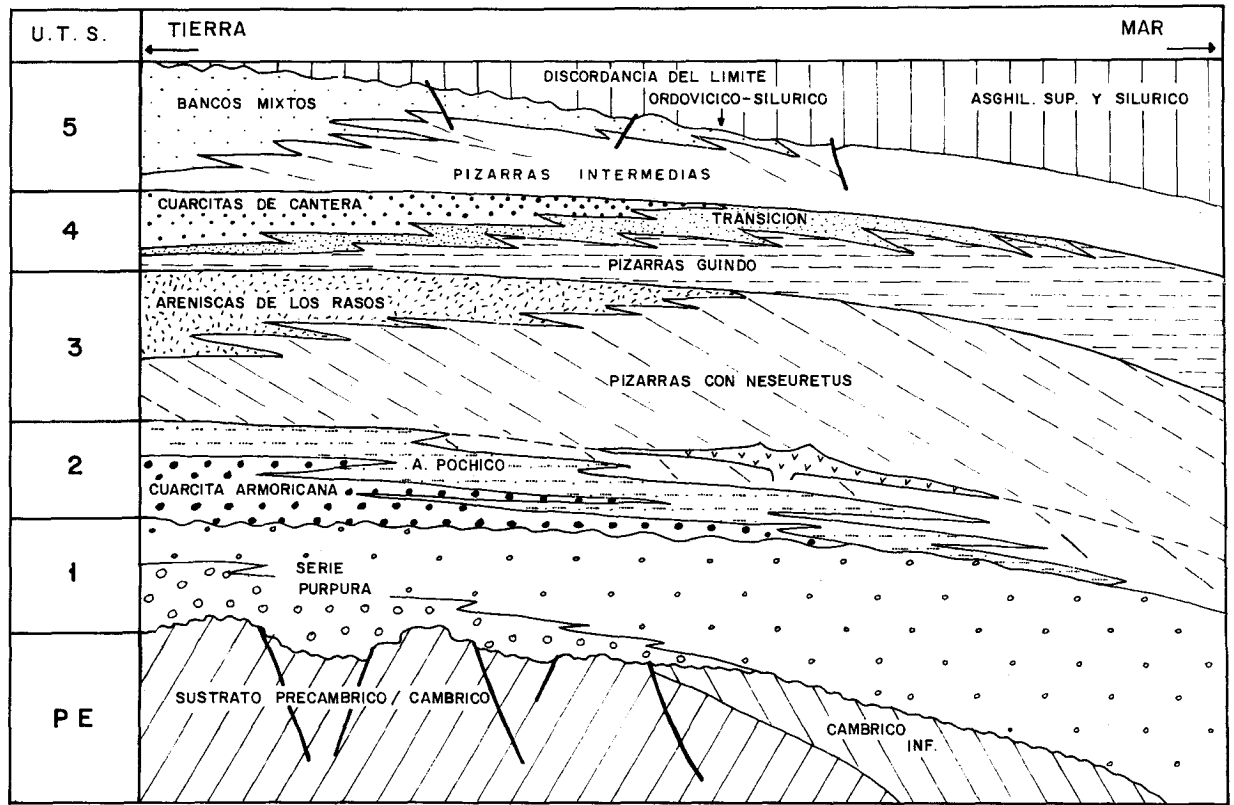 U.T.S.
TIERRA
MAR
5
BANCOS MIXTOS
DISCORDANCIA DEL LIMITE
ORDOVICICO-SILURICO
ASGHIL. SUP. Y SILURICO
PIZARRAS INTERMEDIAS
4
CUARCITAS DE CANTERA
TRANSICION
PIZARRAS GUINDO
3
ARENISCAS DE LOS RASOS
PIZARRAS CON NESEURETUS
2
A. POCHICO
CUARCITA ARMORICANA
1
SERIE
PURPURA
PE
SUSTRATO PRECAMBRICO / CAMBRICO
CAMBRICO
INF.